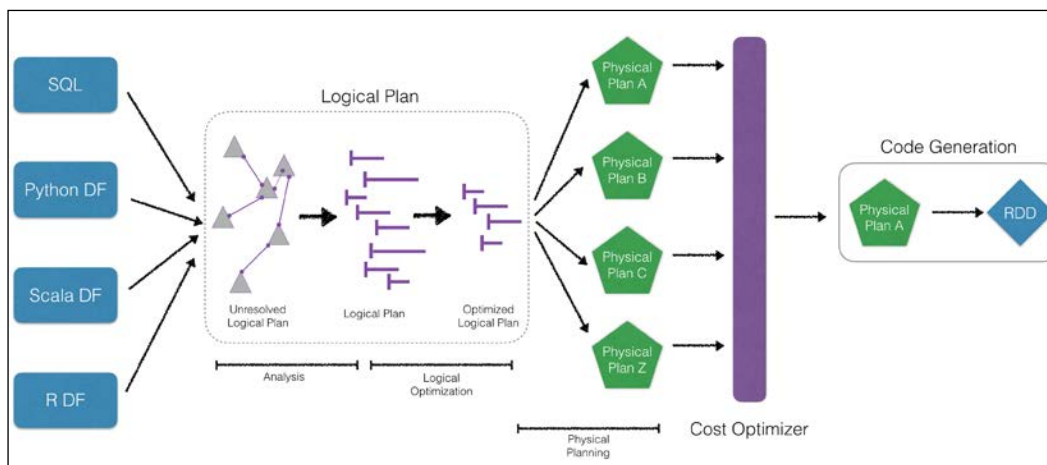 SQL
Python DF
Scala DF
R DF
Logical Plan
Unresolved
Logical Plan
Logical Plan
Optimized
Logical Plan
Analysis
Logical
Optimization
Physical
Plan A
Physical
Plan B
Physical
Plan C
Physical
Plan Z
Physical
Planning
Cost Optimizer
Code Generation
Physical
Plan A
RDD